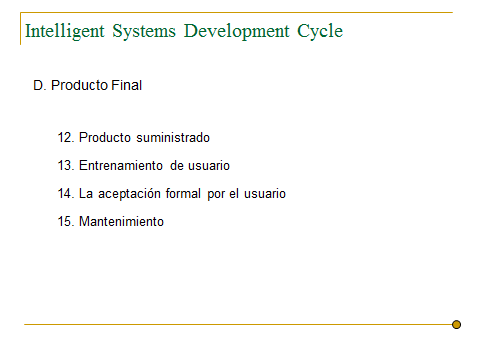 Intelligent Systems Development Cycle
D. Producto Final
12. Producto suministrado
13. Entrenamiento de usuario
14. La aceptación formal por el usuario
15. Mantenimiento